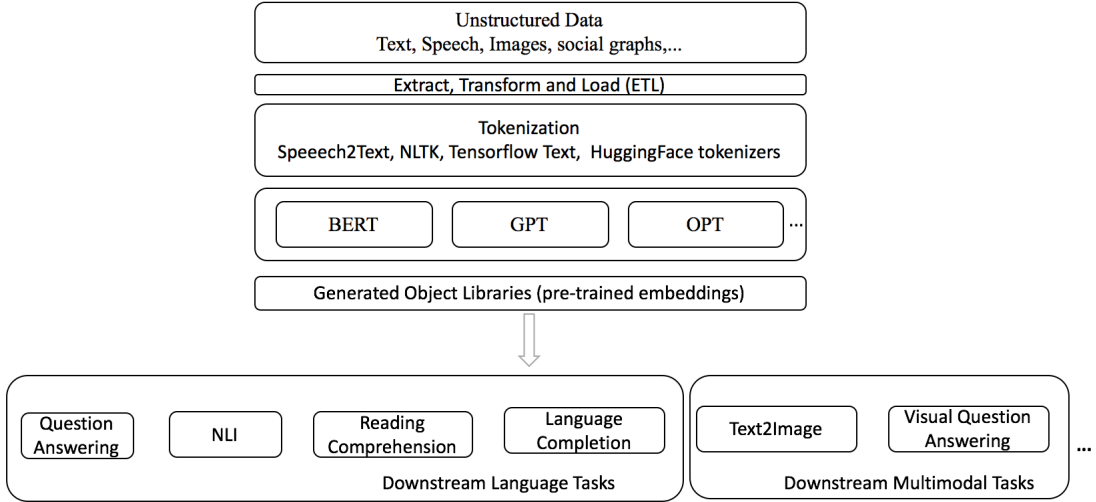 Unstructured Data
Text, Speech, Images, social graphs,...
Extract, Transform and Load (ETL)
Tokenization
Speeech2Text, NLTK, Tensorflow Text, HuggingFace tokenizers
BERT GPT OPT ...
Generated Object Libraries (pre-trained embeddings)
Question
Answering
NLI
Reading
Comprehension
Language
Completion
Downstream Language Tasks
Text2Image
Visual Question
Answering
Downstream Multimodal Tasks
...